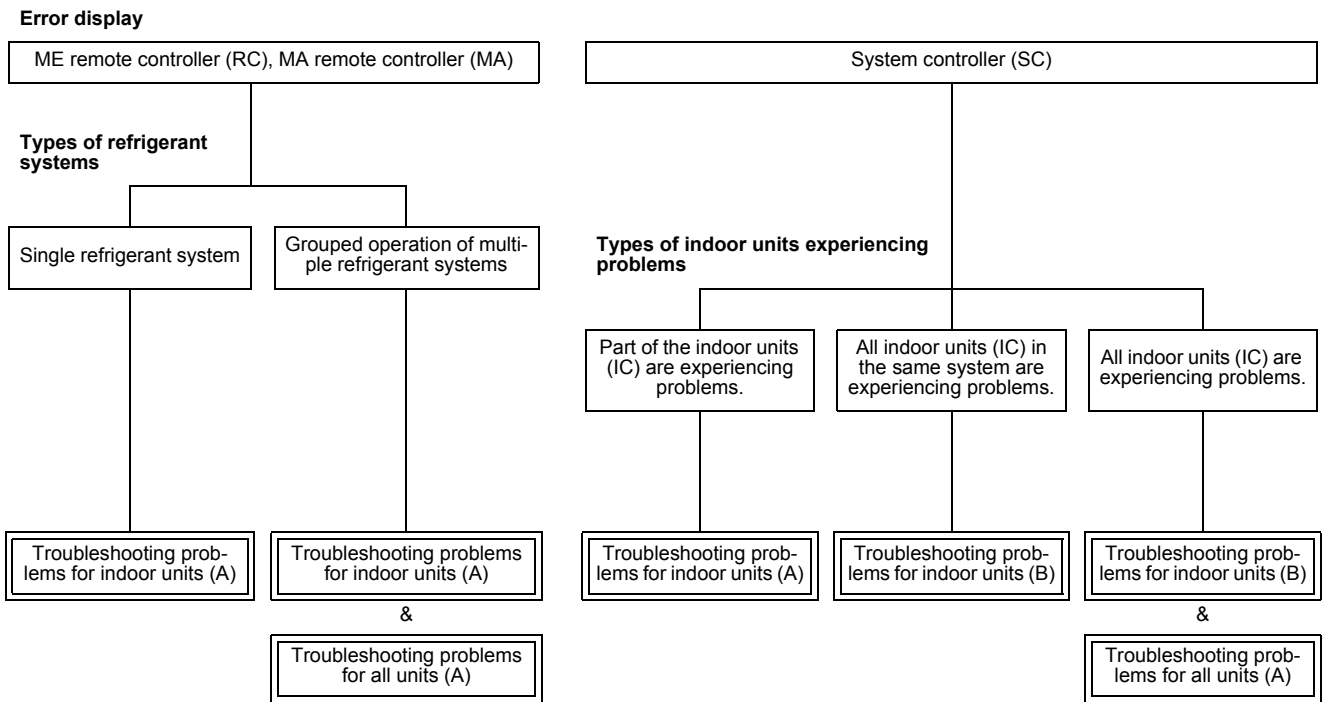 Error display
ME remote controller (RC), MA remote controller (MA)
System controller (SC)
Types of refrigerant
systems
Single refrigerant system
Grouped operation of multi-
ple refrigerant systems
Types of indoor units experiencing
problems
Part of the indoor units
(IC) are experiencing
problems.
All indoor units (IC) in
the same system are
experiencing problems.
All indoor units (IC) are
experiencing problems.
Troubleshooting prob-
lems for indoor units (A)
Troubleshooting problems
for indoor units (A)
&
Troubleshooting problems
for all units (A)
Troubleshooting prob-
lems for indoor units (A)
Troubleshooting prob-
lems for indoor units (B)
Troubleshooting prob-
lems for indoor units (B)
&
Troubleshooting prob-
lems for all units (A)